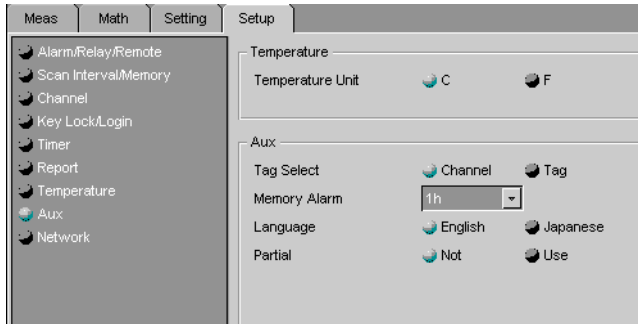 Meas Math Setting Setup
Alarm/Relay/Remote
Scan Interval/Memory
Channel
Key Lock/Login
Timer
Report
Temperature
Aux
Network
Temperature
Temperature Unit C F
Aux
Tag Select Channel Tag
Memory Alarm 1h
Language English Japanese
Partial Not Use